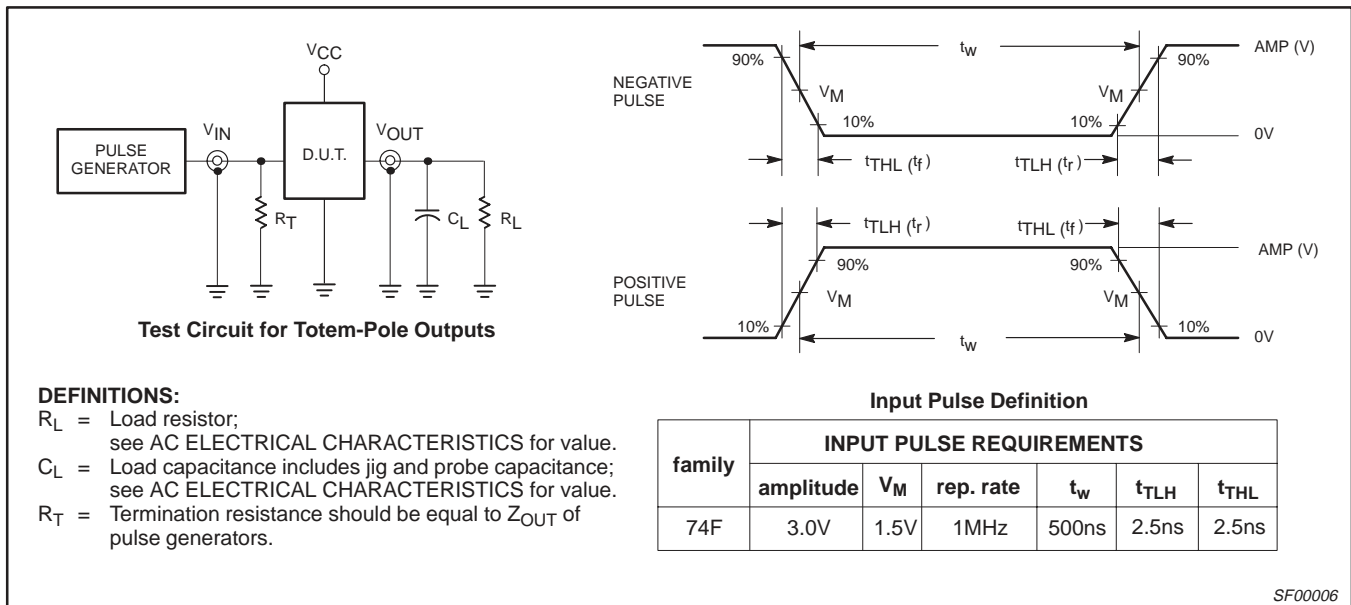 VCC
VIN
VOUT
PULSE
GENERATOR
D.U.T.
RT
CL
RL
Test Circuit for Totem-Pole Outputs
NEGATIVE
PULSE
90%
tw
90%
AMP (V)
VM
VM
10%
10%
0V
tTHL (tf)
tTLH (tr)
tTLH (tr)
tTHL (tf)
AMP (V)
POSITIVE
PULSE
90%
90%
VM
VM
10%
10%
tw
0V
DEFINITIONS:
RL = Load resistor;
see AC ELECTRICAL CHARACTERISTICS for value.
CL = Load capacitance includes jig and probe capacitance;
see AC ELECTRICAL CHARACTERISTICS for value.
RT = Termination resistance should be equal to ZOUT of
pulse generators.
Input Pulse Definition
family INPUT PULSE REQUIREMENTS
amplitude VM rep. rate tw tTLH tTHL
74F 3.0V 1.5V 1MHz 500ns 2.5ns 2.5ns
SF00006